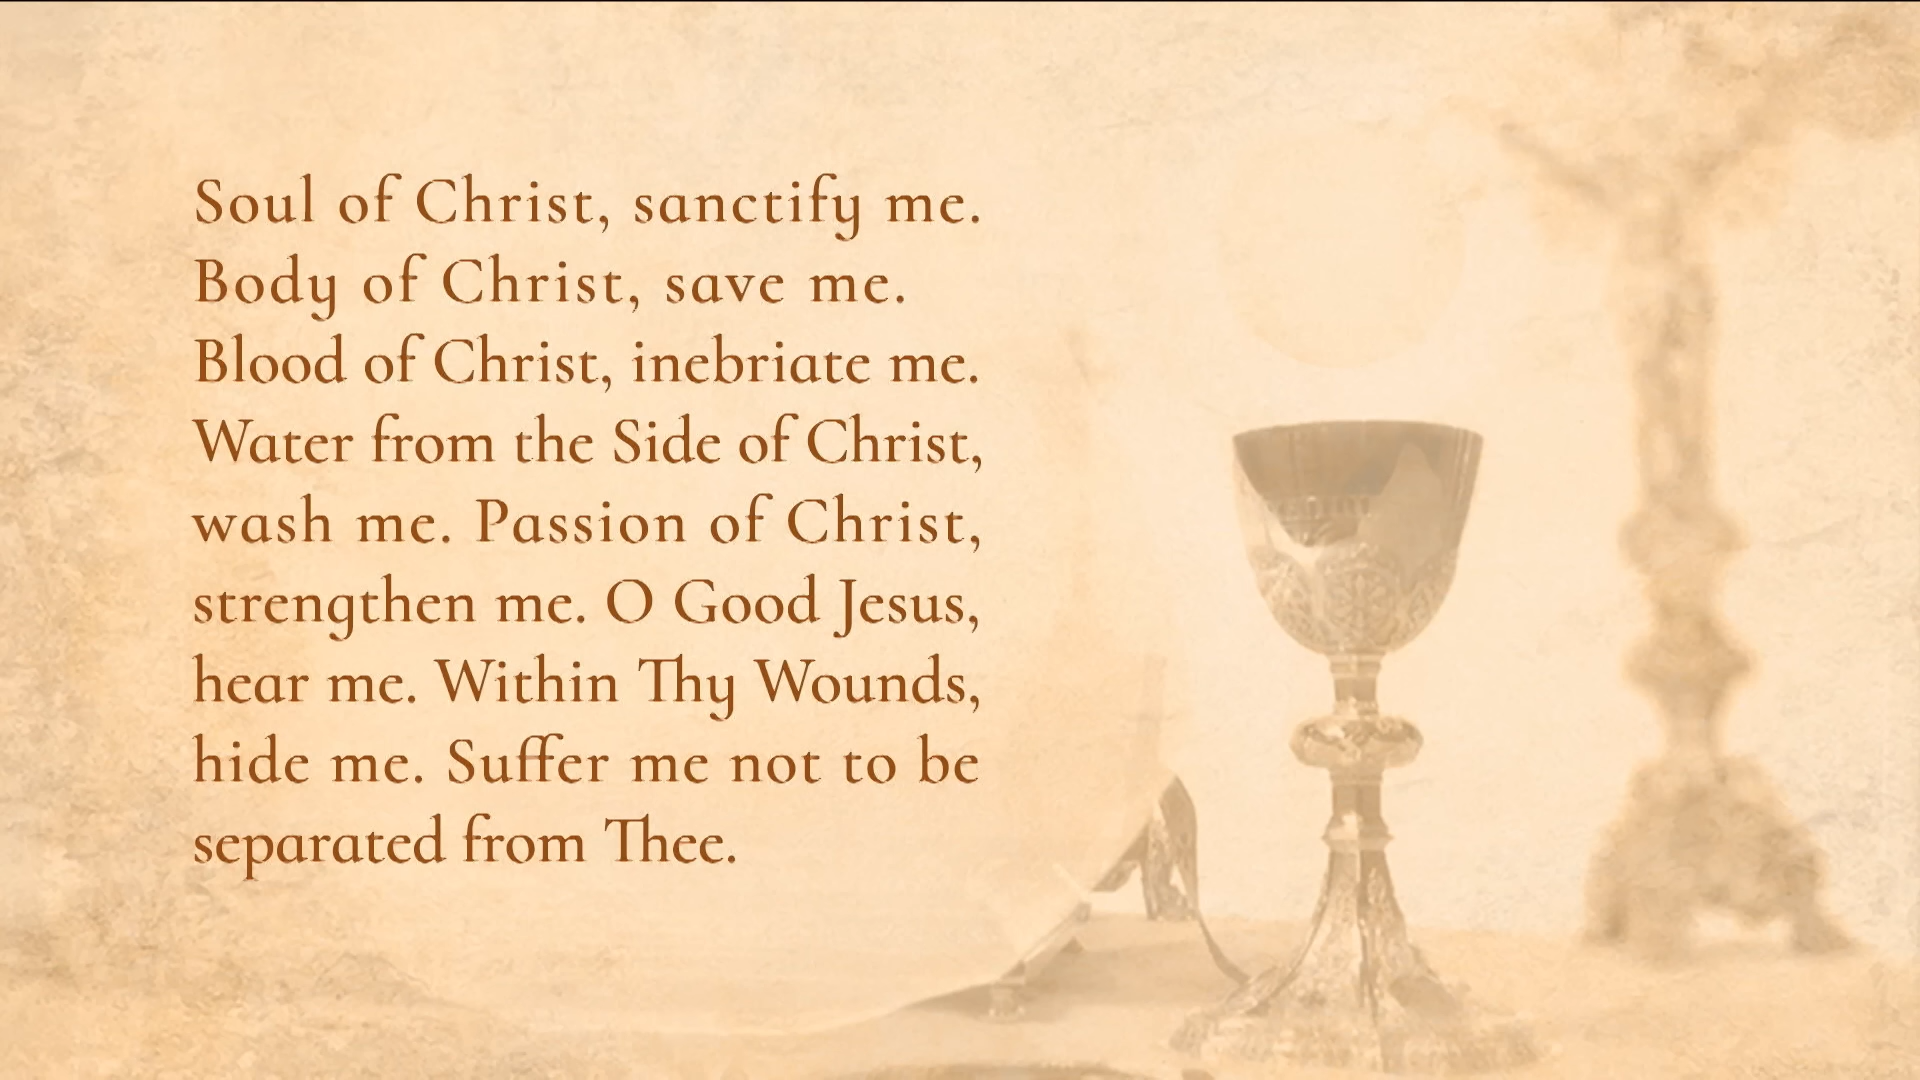 Soul of Christ, sanctify me.
Body of Christ, save me.
Blood of Christ, inebriate me.
Water from the Side of Christ,
wash me. Passion of Christ,
strengthen me. O Good Jesus,
hear me. Within Thy Wounds,
hide me. Suffer me not to be
separated from Thee.